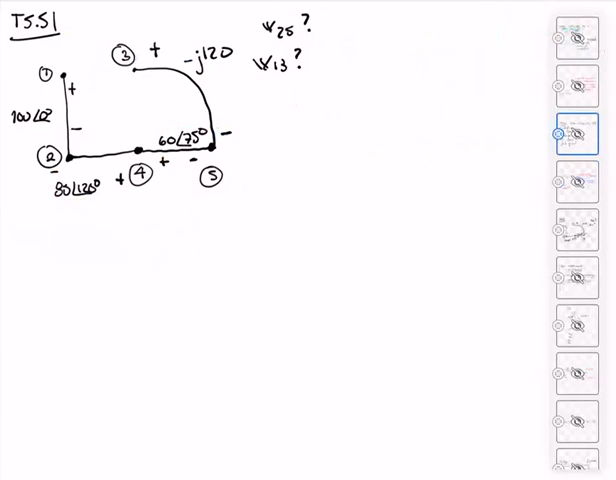 T5.51
V25?
V13?
③ + -j120
① +
100∠0°
-
② 60∠75° -
- + ④ + - ⑤
80∠120°